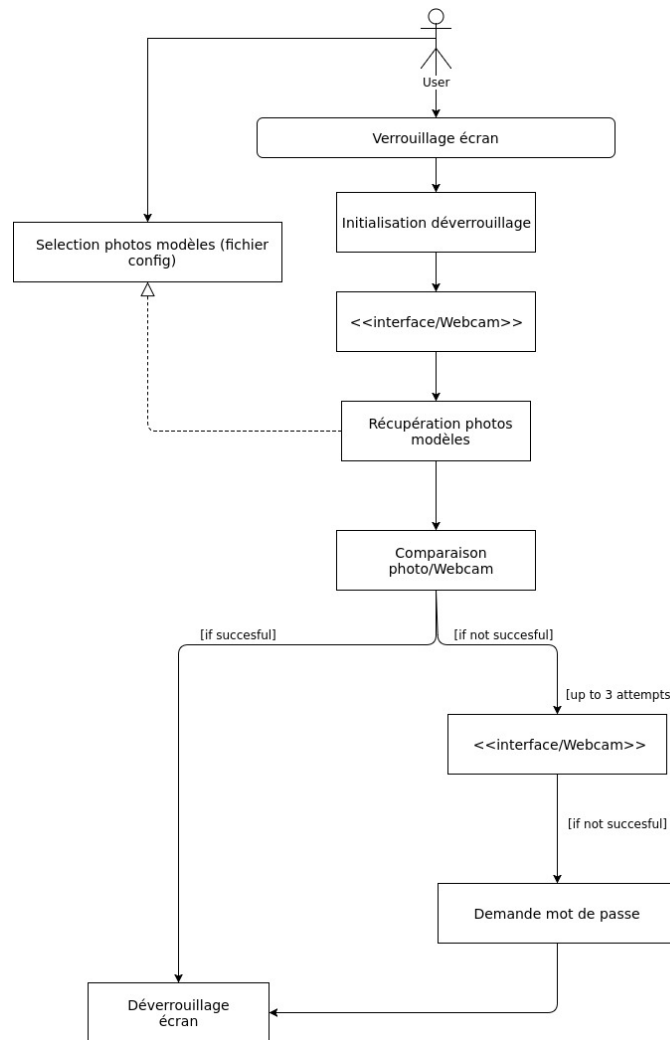 User
Verrouillage écran
Initialisation déverrouillage
Selection photos modèles (fichier
config)
<<interface/Webcam>>
Récupération photos
modèles
Comparaison
photo/Webcam
[if succesful]
[if not succesful]
[up to 3 attempts
<<interface/Webcam>>
[if not succesful]
Demande mot de passe
Déverrouillage
écran